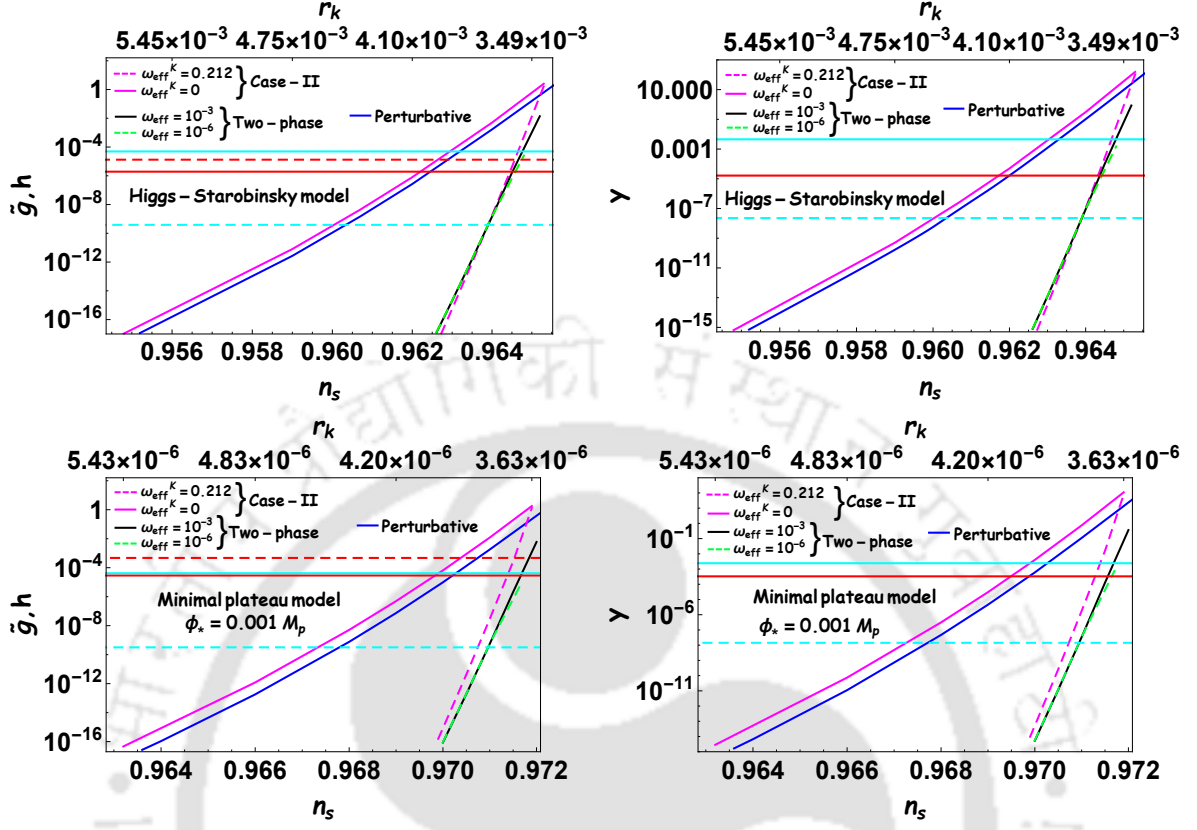 r_k
5.45×10⁻³ 4.75×10⁻³ 4.10×10⁻³ 3.49×10⁻³
ω_eff^K = 0.212
ω_eff^K = 0
} Case – II
ω_eff = 10⁻³
ω_eff = 10⁻⁶
} Two – phase
Perturbative
Higgs – Starobinsky model
g̃, h
1
10⁻⁴
10⁻⁸
10⁻¹²
10⁻¹⁶
0.956 0.958 0.960 0.962 0.964
n_s
r_k
5.45×10⁻³ 4.75×10⁻³ 4.10×10⁻³ 3.49×10⁻³
ω_eff^K = 0.212
ω_eff^K = 0
} Case – II
ω_eff = 10⁻³
ω_eff = 10⁻⁶
} Two – phase
Perturbative
Higgs – Starobinsky model
y
10.000
0.001
10⁻⁷
10⁻¹¹
10⁻¹⁵
0.956 0.958 0.960 0.962 0.964
n_s
r_k
5.43×10⁻⁶ 4.83×10⁻⁶ 4.20×10⁻⁶ 3.63×10⁻⁶
ω_eff^K = 0.212
ω_eff^K = 0
} Case – II
ω_eff = 10⁻³
ω_eff = 10⁻⁶
} Two – phase
Perturbative
Minimal plateau model
ϕ_* = 0.001 M_p
g̃, h
1
10⁻⁴
10⁻⁸
10⁻¹²
10⁻¹⁶
0.964 0.966 0.968 0.970 0.972
n_s
r_k
5.43×10⁻⁶ 4.83×10⁻⁶ 4.20×10⁻⁶ 3.63×10⁻⁶
ω_eff^K = 0.212
ω_eff^K = 0
} Case – II
ω_eff = 10⁻³
ω_eff = 10⁻⁶
} Two – phase
Perturbative
Minimal plateau model
ϕ_* = 0.001 M_p
y
10⁻¹
10⁻⁶
10⁻¹¹
0.964 0.966 0.968 0.970 0.972
n_s